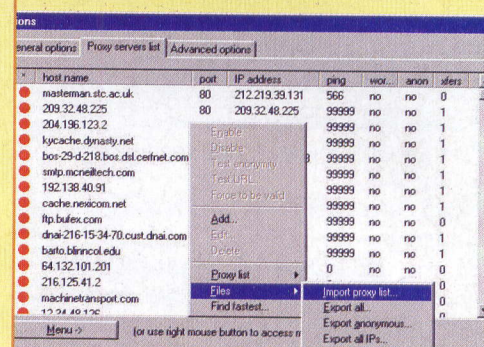 ions
eneral options Proxy servers list Advanced options
* host name port IP address ping wor... anon xfers
masterman.stc.ac.uk 80 212.219.39.131 566 no no 0
209.32.48.225 80 209.32.48.225 99999 no no 1
204.196.123.2 99999 no no 1
kycache.dynasty.net 99999 no no 1
bos-29-d-218.bos.dsl.cerfnet.com 8 99999 no no 1
smtp.mcneilltech.com 99999 no no 1
192.138.40.91 99999 no no 1
cache.nexicom.net 99999 no no 1
ftp.bufex.com 99999 no no 0
dnai-216-15-34-70.cust.dnai.com 99999 no no 1
barto.blinncol.edu 99999 no no 1
64.132.101.201 0 no no 0
216.125.41.2
machinetransport.com
12.34.48.126
Enable
Disable
Test anonymity
Test URL...
Force to be valid
Add...
Edit...
Delete
Proxy list
Files
Find fastest...
Import proxy list...
Export all...
Export anonymous...
Export all IPs...
Menu -> (or use right mouse button to access m